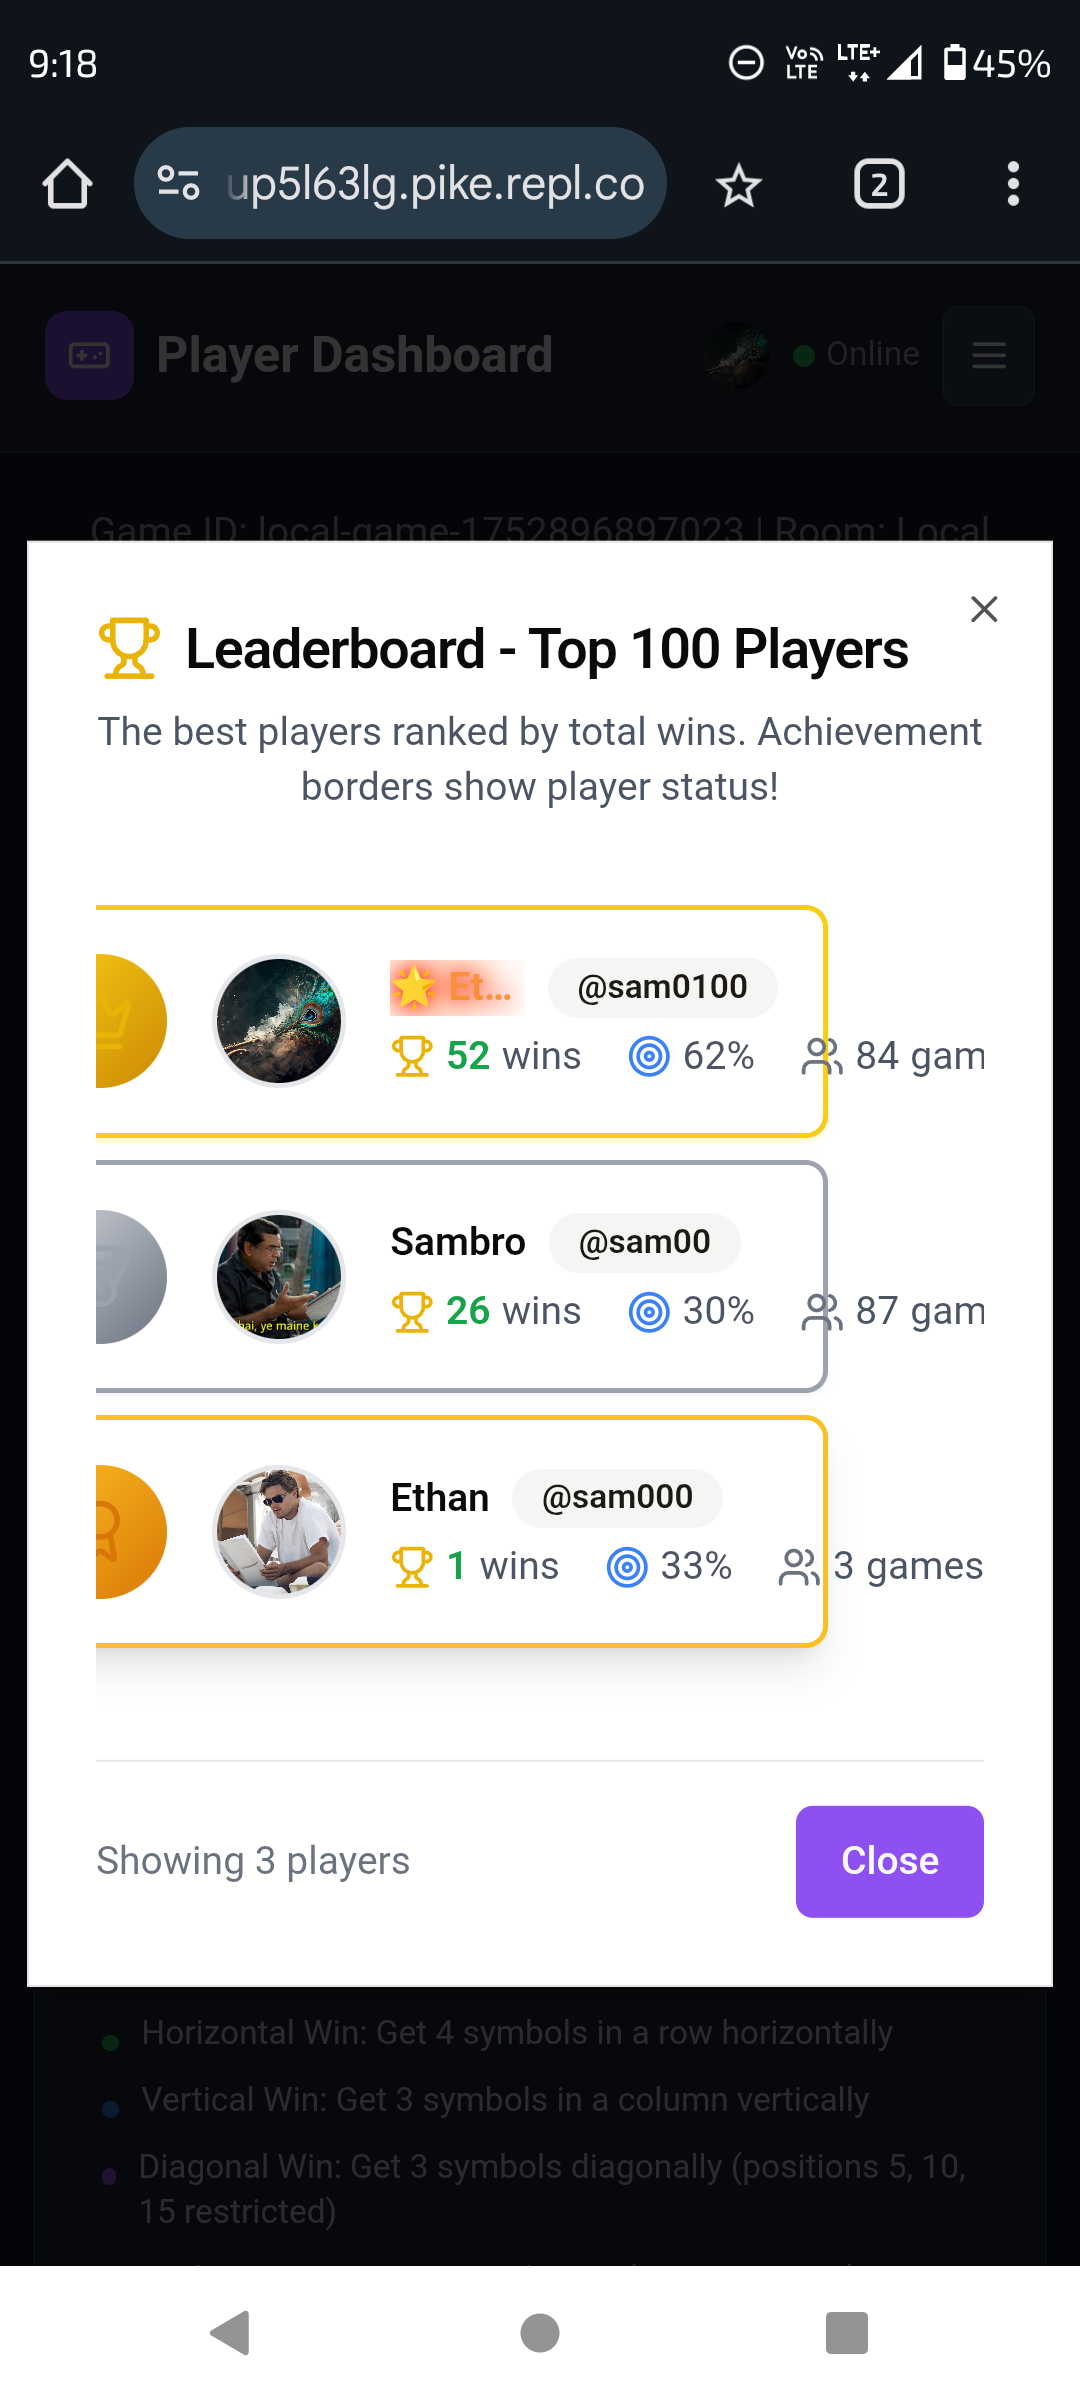 9:18
Vo
LTE
LTE+
45%
up5l63lg.pike.repl.co
2
Player Dashboard
Online
Game ID: local-game-1752896897023 | Room: Local
Leaderboard - Top 100 Players
The best players ranked by total wins. Achievement
borders show player status!
🌟 Et...
@sam0100
52 wins
62%
84 gam
Sambro
@sam00
26 wins
30%
87 gam
hai, ye maine k
Ethan
@sam000
1 wins
33%
3 games
Showing 3 players
Close
Horizontal Win: Get 4 symbols in a row horizontally
Vertical Win: Get 3 symbols in a column vertically
Diagonal Win: Get 3 symbols diagonally (positions 5, 10,
15 restricted)